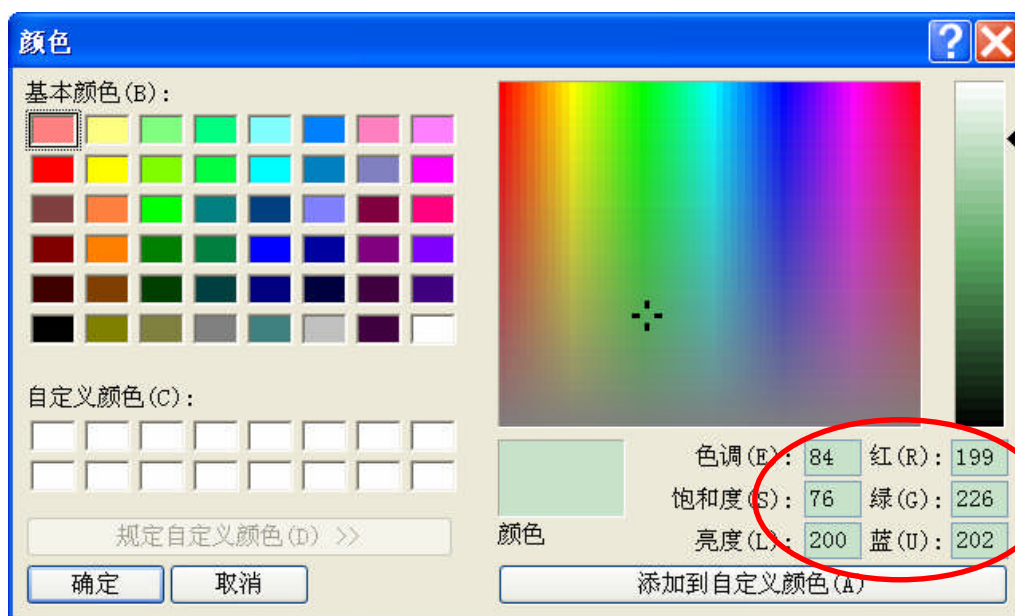 颜色
基本颜色(B):
自定义颜色(C):
规定自定义颜色(D) >>
确定 取消
颜色
色调(E): 84 红(R): 199
饱和度(S): 76 绿(G): 226
亮度(L): 200 蓝(U): 202
添加到自定义颜色(A)